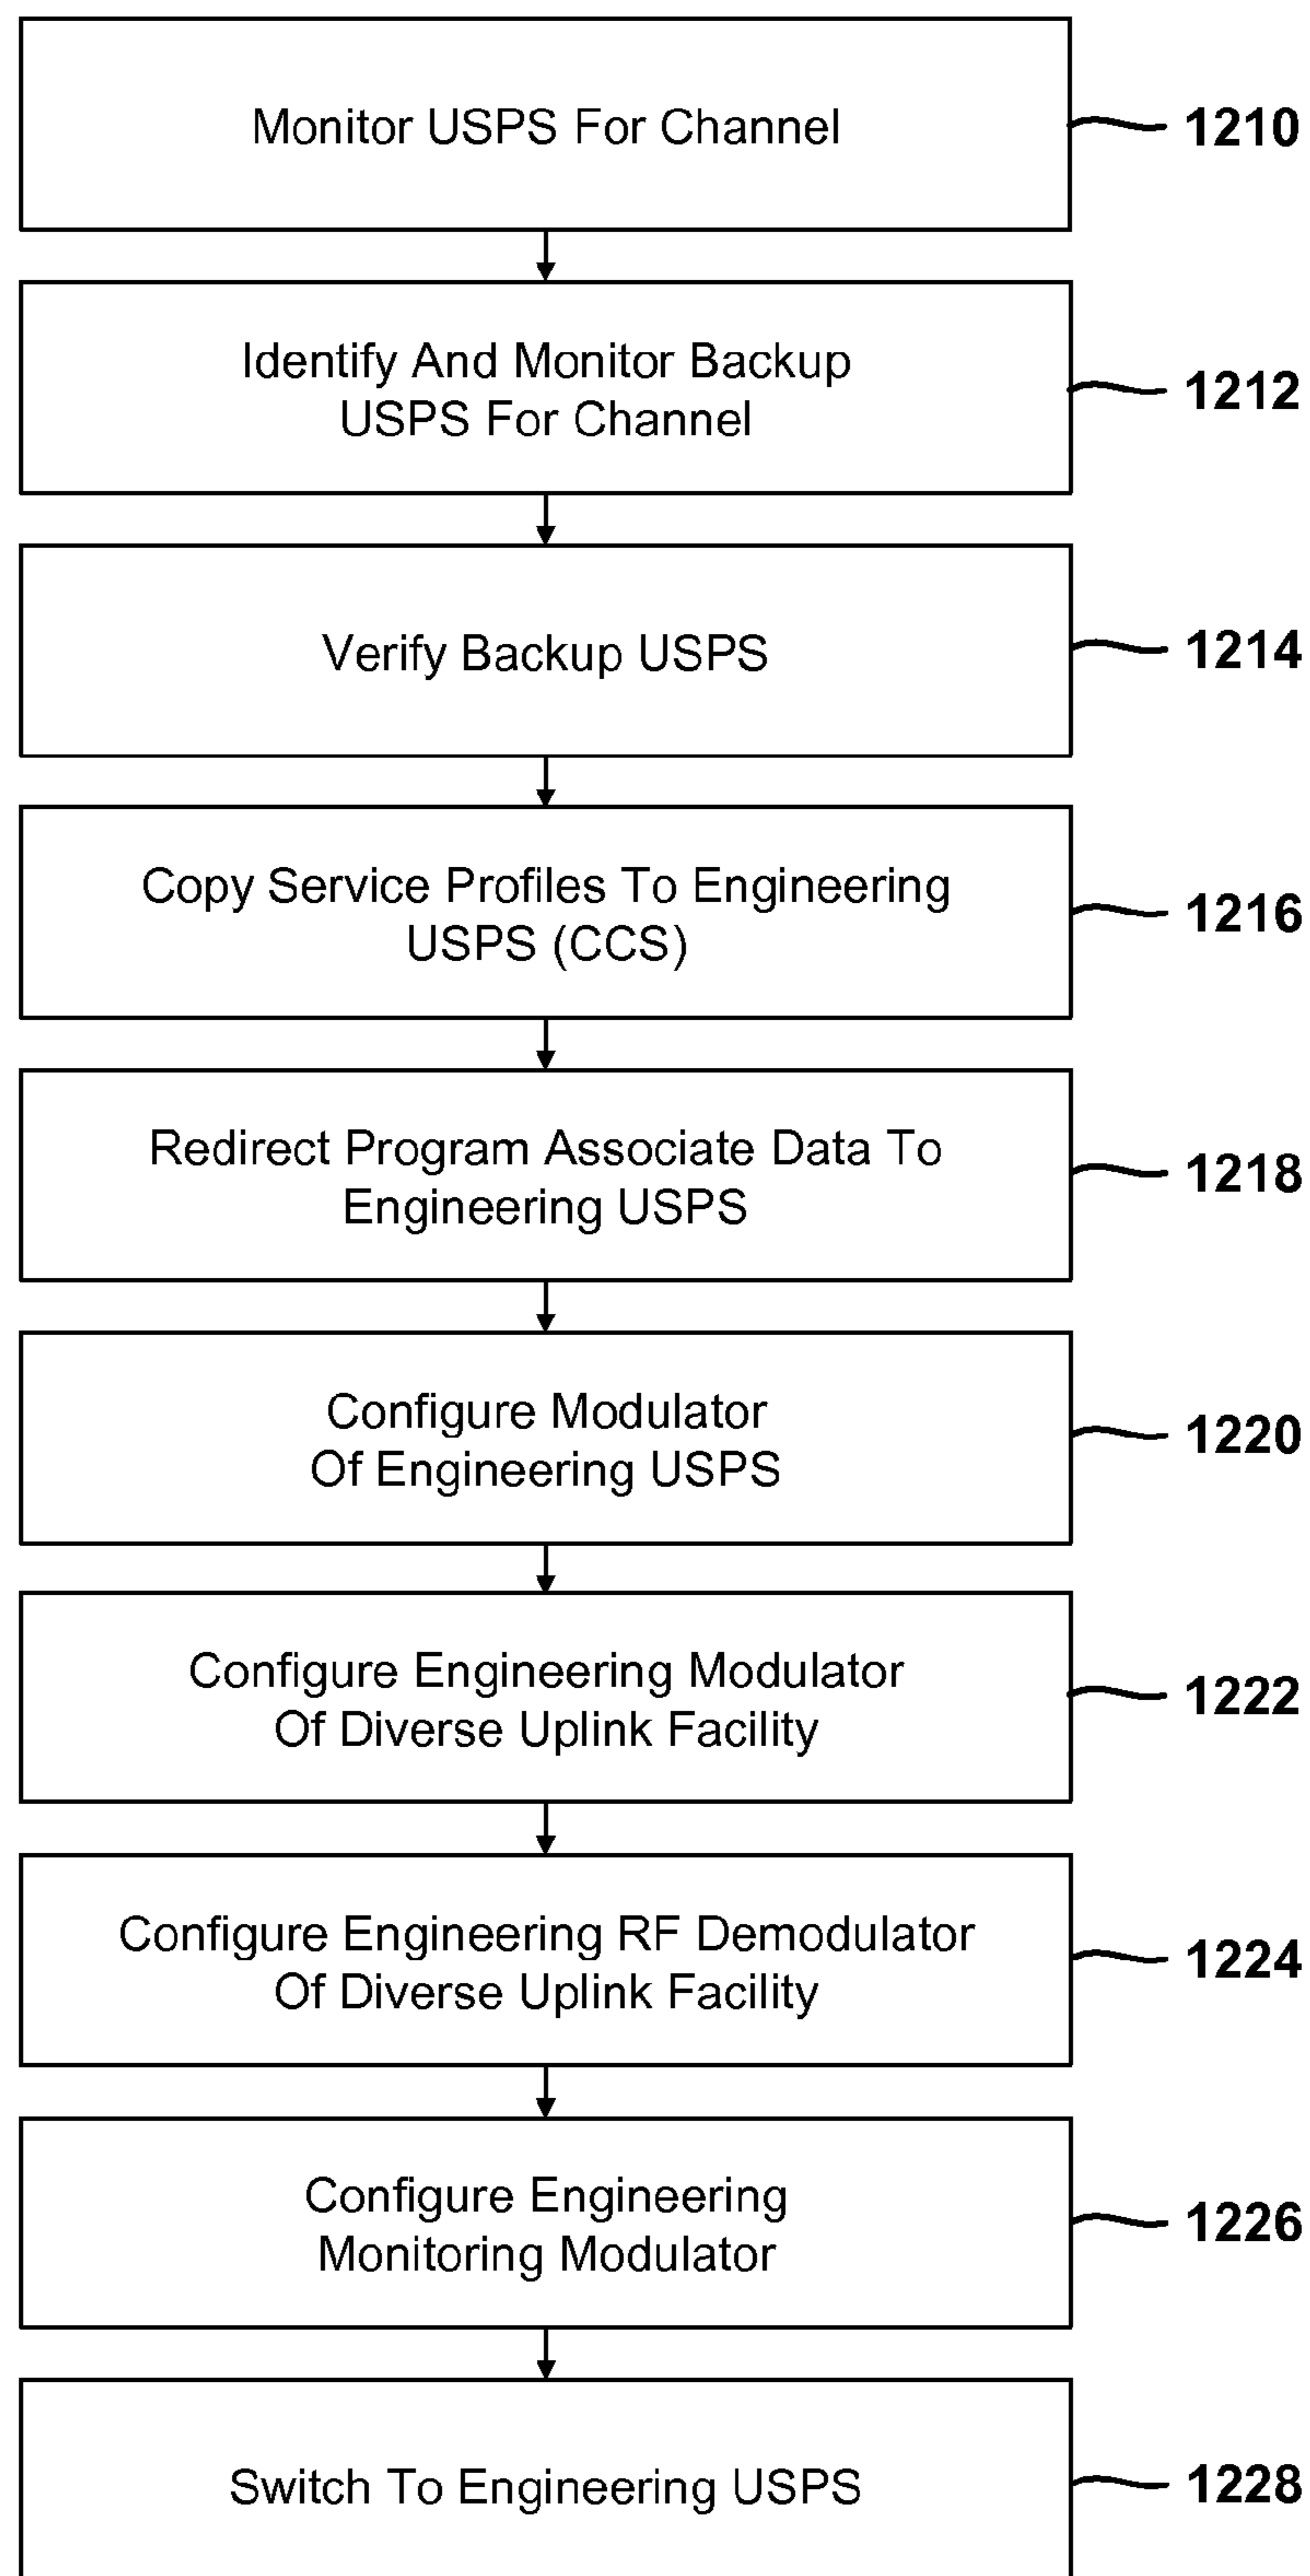 Monitor USPS For Channel
1210
Identify And Monitor Backup
USPS For Channel
1212
Verify Backup USPS
1214
Copy Service Profiles To Engineering
USPS (CCS)
1216
Redirect Program Associate Data To
Engineering USPS
1218
Configure Modulator
Of Engineering USPS
1220
Configure Engineering Modulator
Of Diverse Uplink Facility
1222
Configure Engineering RF Demodulator
Of Diverse Uplink Facility
1224
Configure Engineering
Monitoring Modulator
1226
Switch To Engineering USPS
1228